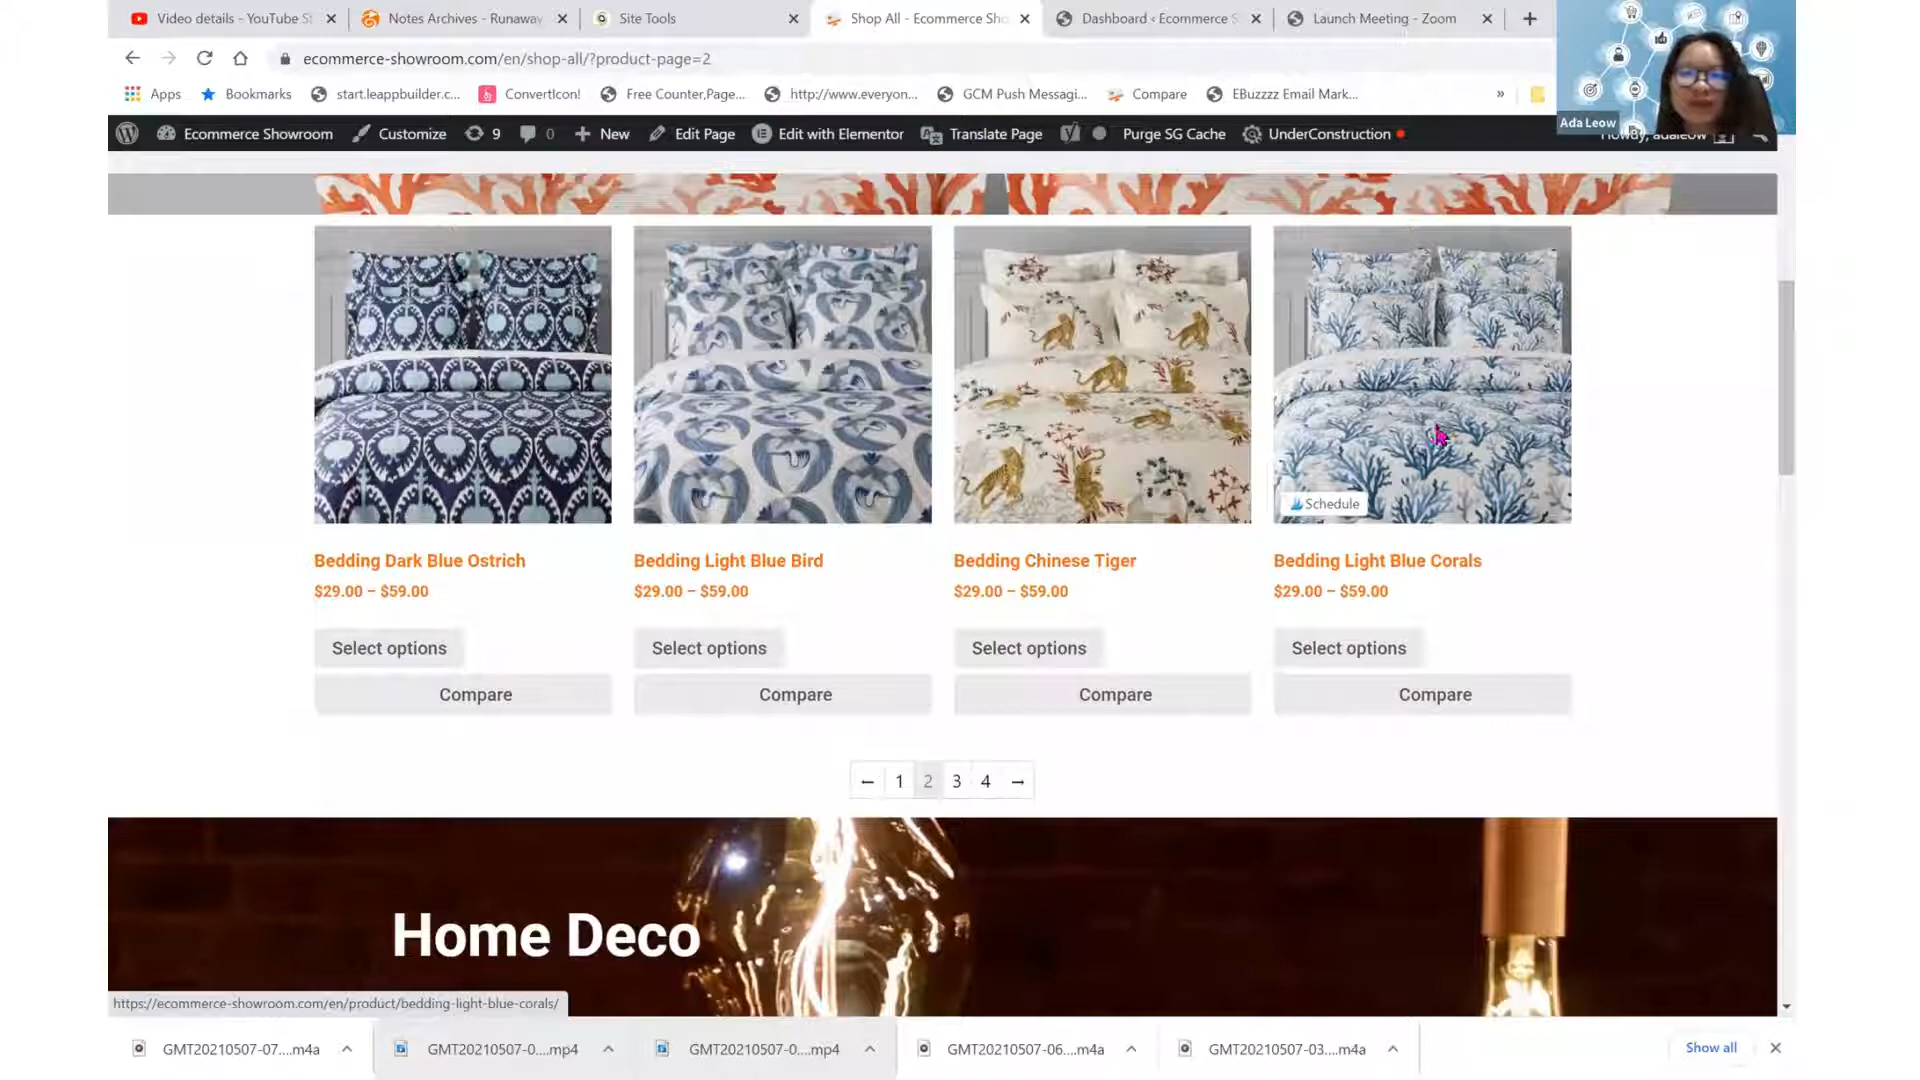 Video details - YouTube St
Notes Archives - Runaway
Site Tools
Shop All - Ecommerce Sho
Dashboard ‹ Ecommerce S
Launch Meeting - Zoom
ecommerce-showroom.com/en/shop-all/?product-page=2
Apps
Bookmarks
start.leappbuilder.c...
ConvertIcon!
Free Counter,Page...
http://www.everyon...
GCM Push Messagi...
Compare
EBuzzzz Email Mark...
»
Ada Leow
Ecommerce Showroom
Customize
9
0
New
Edit Page
Edit with Elementor
Translate Page
Purge SG Cache
UnderConstruction
Howdy, adaleow
Schedule
Bedding Dark Blue Ostrich
Bedding Light Blue Bird
Bedding Chinese Tiger
Bedding Light Blue Corals
$29.00 – $59.00
$29.00 – $59.00
$29.00 – $59.00
$29.00 – $59.00
Select options
Select options
Select options
Select options
Compare
Compare
Compare
Compare
← 1 2 3 4 →
Home Deco
https://ecommerce-showroom.com/en/product/bedding-light-blue-corals/
GMT20210507-07....m4a
GMT20210507-0....mp4
GMT20210507-0....mp4
GMT20210507-06....m4a
GMT20210507-03....m4a
Show all